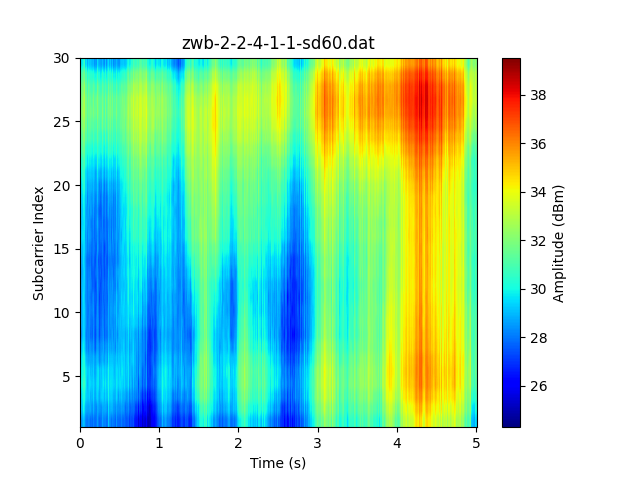 zwb-2-2-4-1-1-sd60.dat
30
25
20
15
10
5
Subcarrier Index
0 1 2 3 4 5
Time (s)
38
36
34
32
30
28
26
Amplitude (dBm)